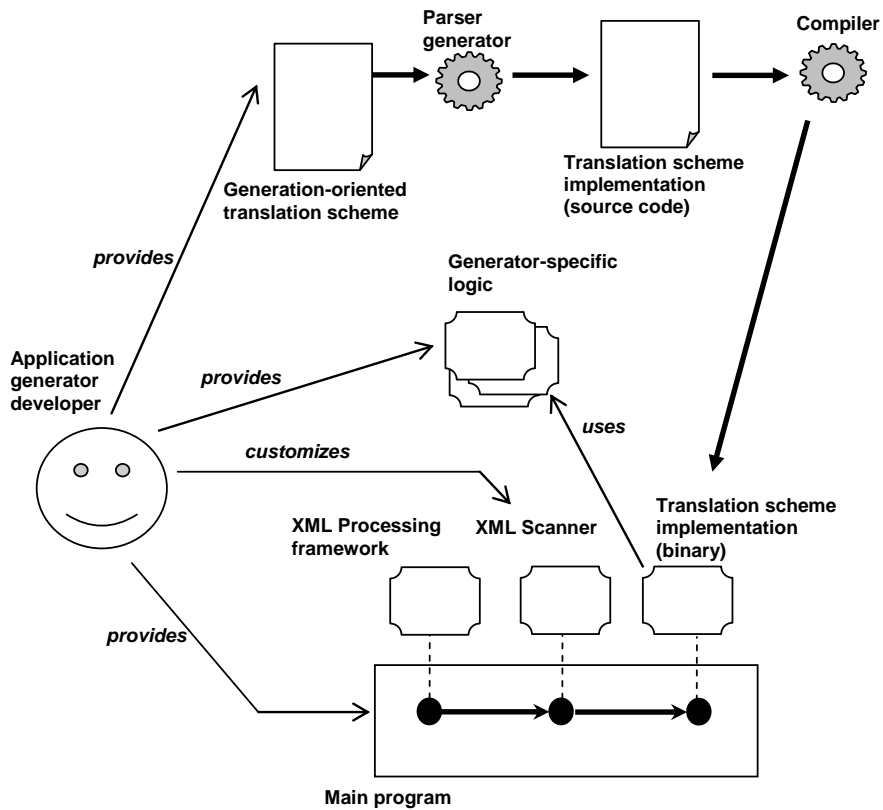 Parser
generator
Compiler
Generation-oriented
translation scheme
Translation scheme
implementation
(source code)
provides
Generator-specific
logic
Application
generator
developer
provides
uses
customizes
XML Processing
framework
XML Scanner
Translation scheme
implementation
(binary)
provides
Main program